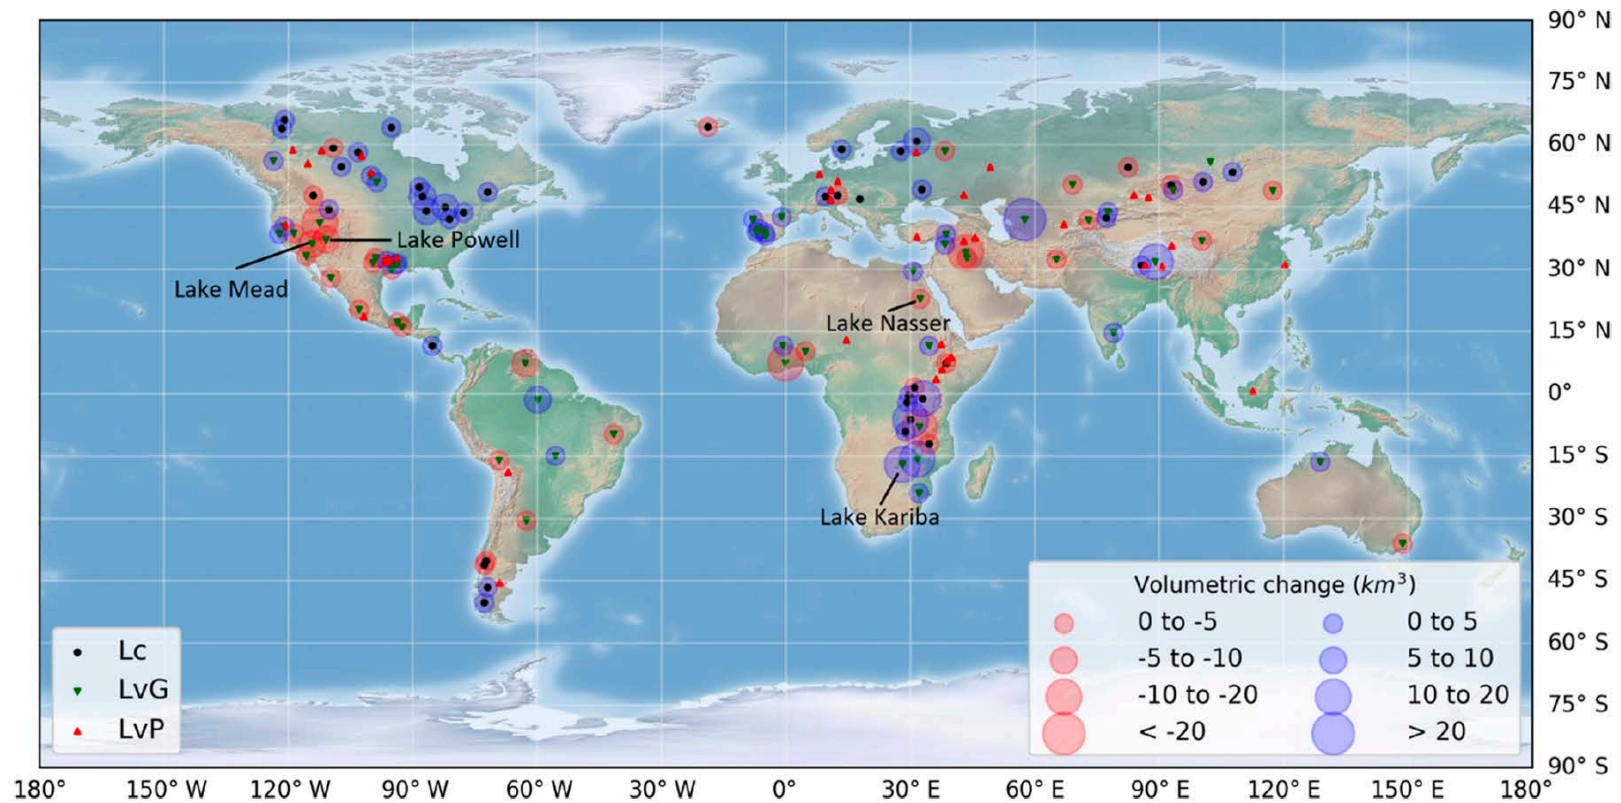 90° N
75° N
60° N
45° N
30° N
15° N
0°
15° S
30° S
45° S
60° S
75° S
90° S
Lake Powell
Lake Mead
Lake Nasser
Lake Kariba
Lc
LvG
LvP
Volumetric change (km³)
0 to -5 0 to 5
-5 to -10 5 to 10
-10 to -20 10 to 20
< -20 > 20
180° 150° W 120° W 90° W 60° W 30° W 0° 30° E 60° E 90° E 120° E 150° E 180°